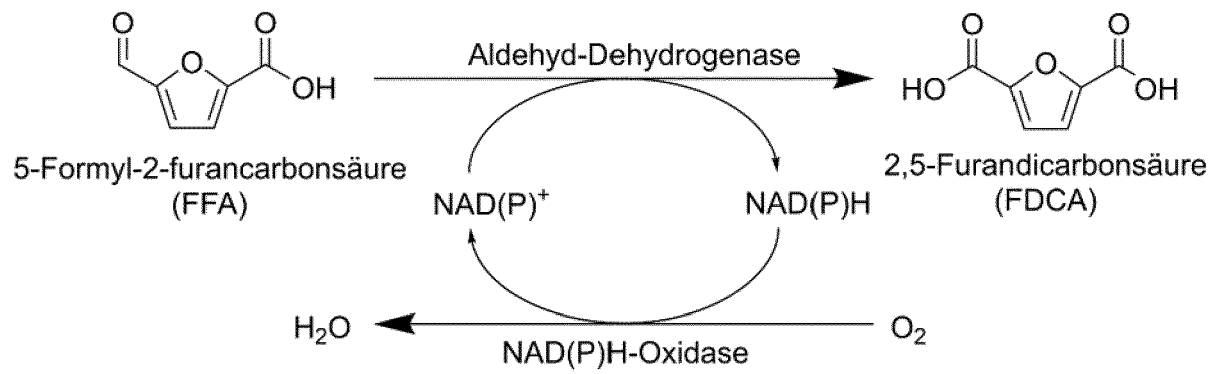 O O O O
O Aldehyd-Dehydrogenase O
OH HO OH
5-Formyl-2-furancarbonsäure
(FFA)
2,5-Furandicarbonsäure
(FDCA)
NAD(P)⁺ NAD(P)H
H₂O O₂
NAD(P)H-Oxidase